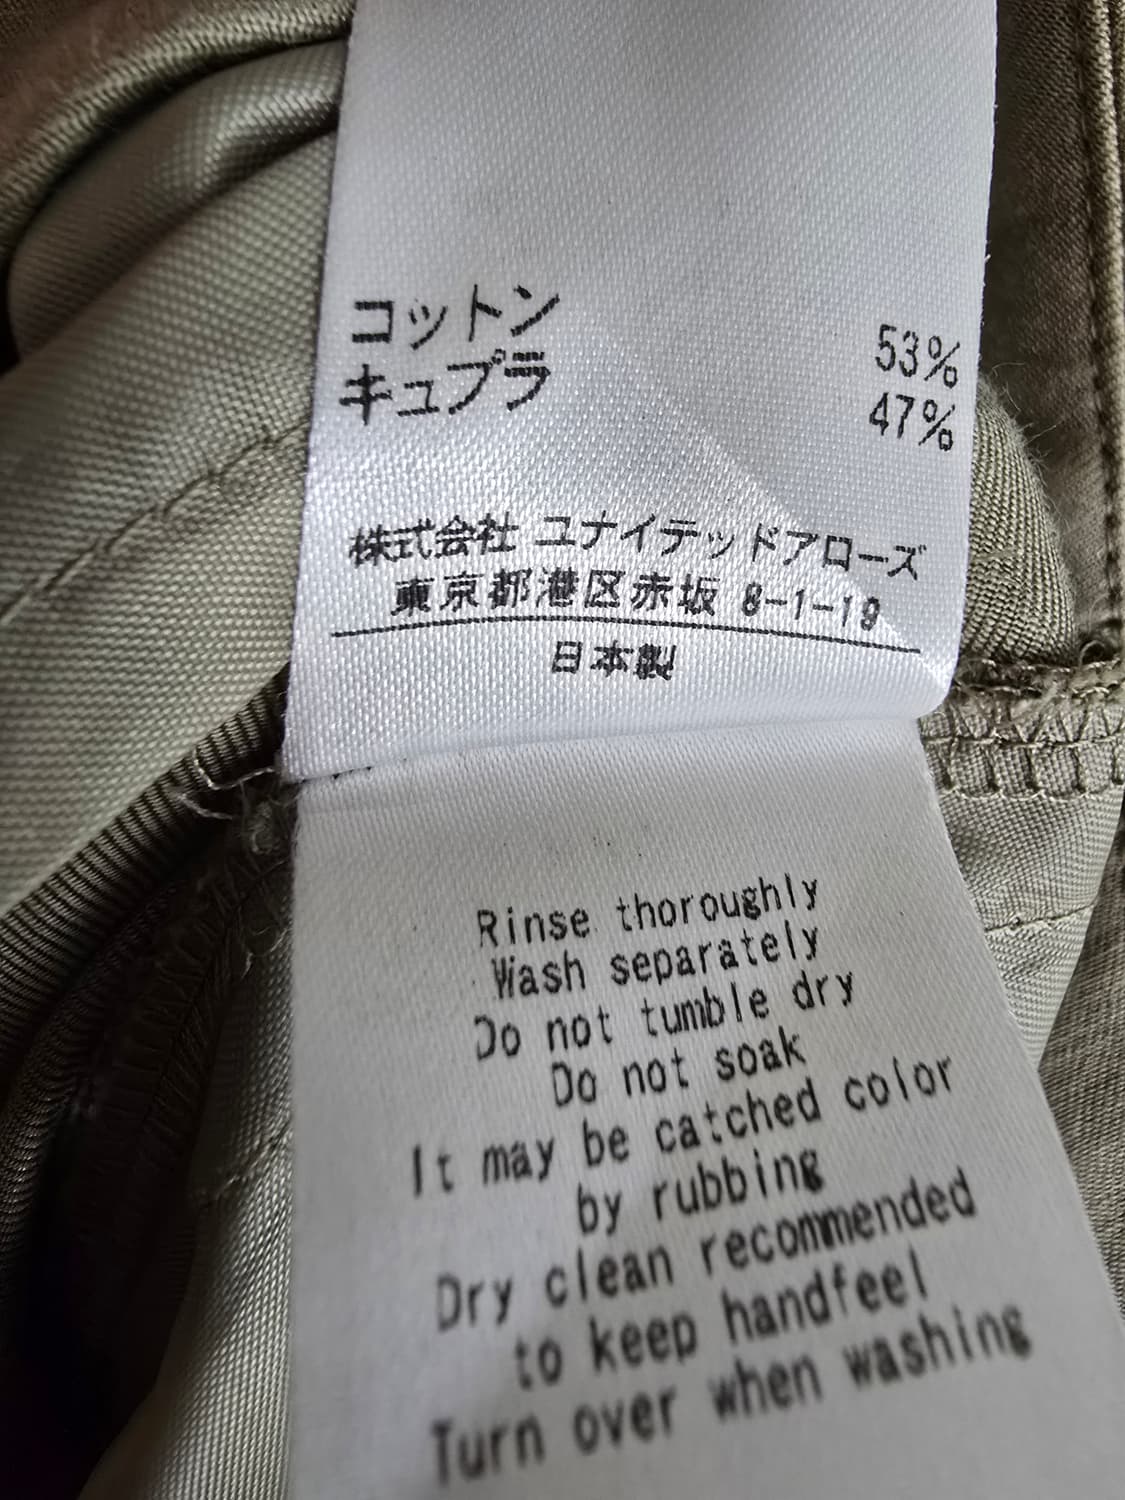 コットン 53%
キュプラ 47%
株式会社 ユナイテッドアローズ
東京都港区赤坂 8-1-19
日本製
Rinse thoroughly
Wash separately
Do not tumble dry
Do not soak
It may be catched color
by rubbing
Dry clean recommended
to keep handfeel
Turn over when washing